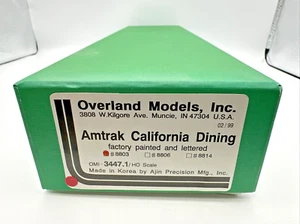 Overland Models, Inc.
3808 W.Kilgore Ave. Muncie, IN 47304 U.S.A.
02/99
Amtrak California Dining
factory painted and lettered
# 8803 # 8806 # 8814
OMI- 3447.1/HO Scale
Made in Korea by Ajin Precision Mfg., Inc.